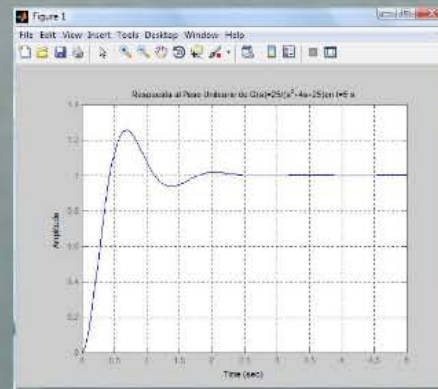 Figure 1
File Edit View Insert Tools Desktop Window Help
Respuesta al Paso Unitario de G(s)=25/(s²+4s+25)en t=5 s
1.4
1.2
1
0.8
0.6
0.4
0.2
0
Amplitude
0 0.5 1 1.5 2 2.5 3 3.5 4 4.5 5
Time (sec)